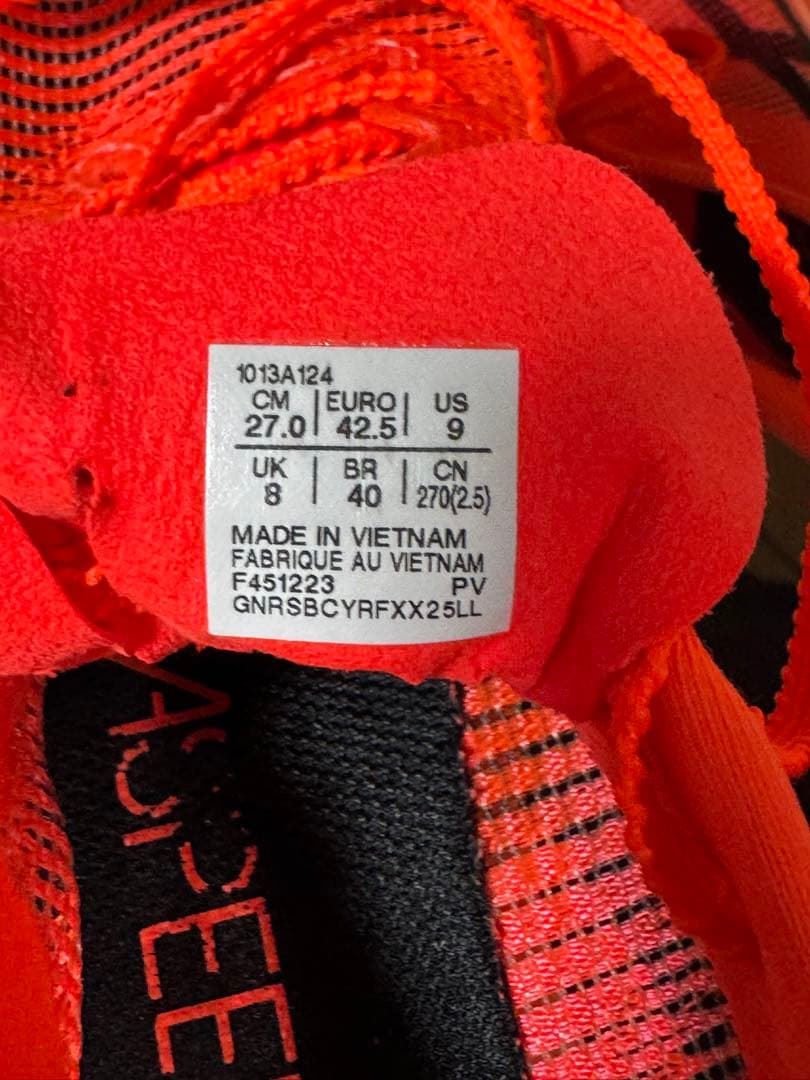 1013A124
CM | EURO | US
27.0 | 42.5 | 9
UK | BR | CN
8 | 40 | 270(2.5)
MADE IN VIETNAM
FABRIQUE AU VIETNAM
F451223 PV
GNRSBCYRFXX25LL